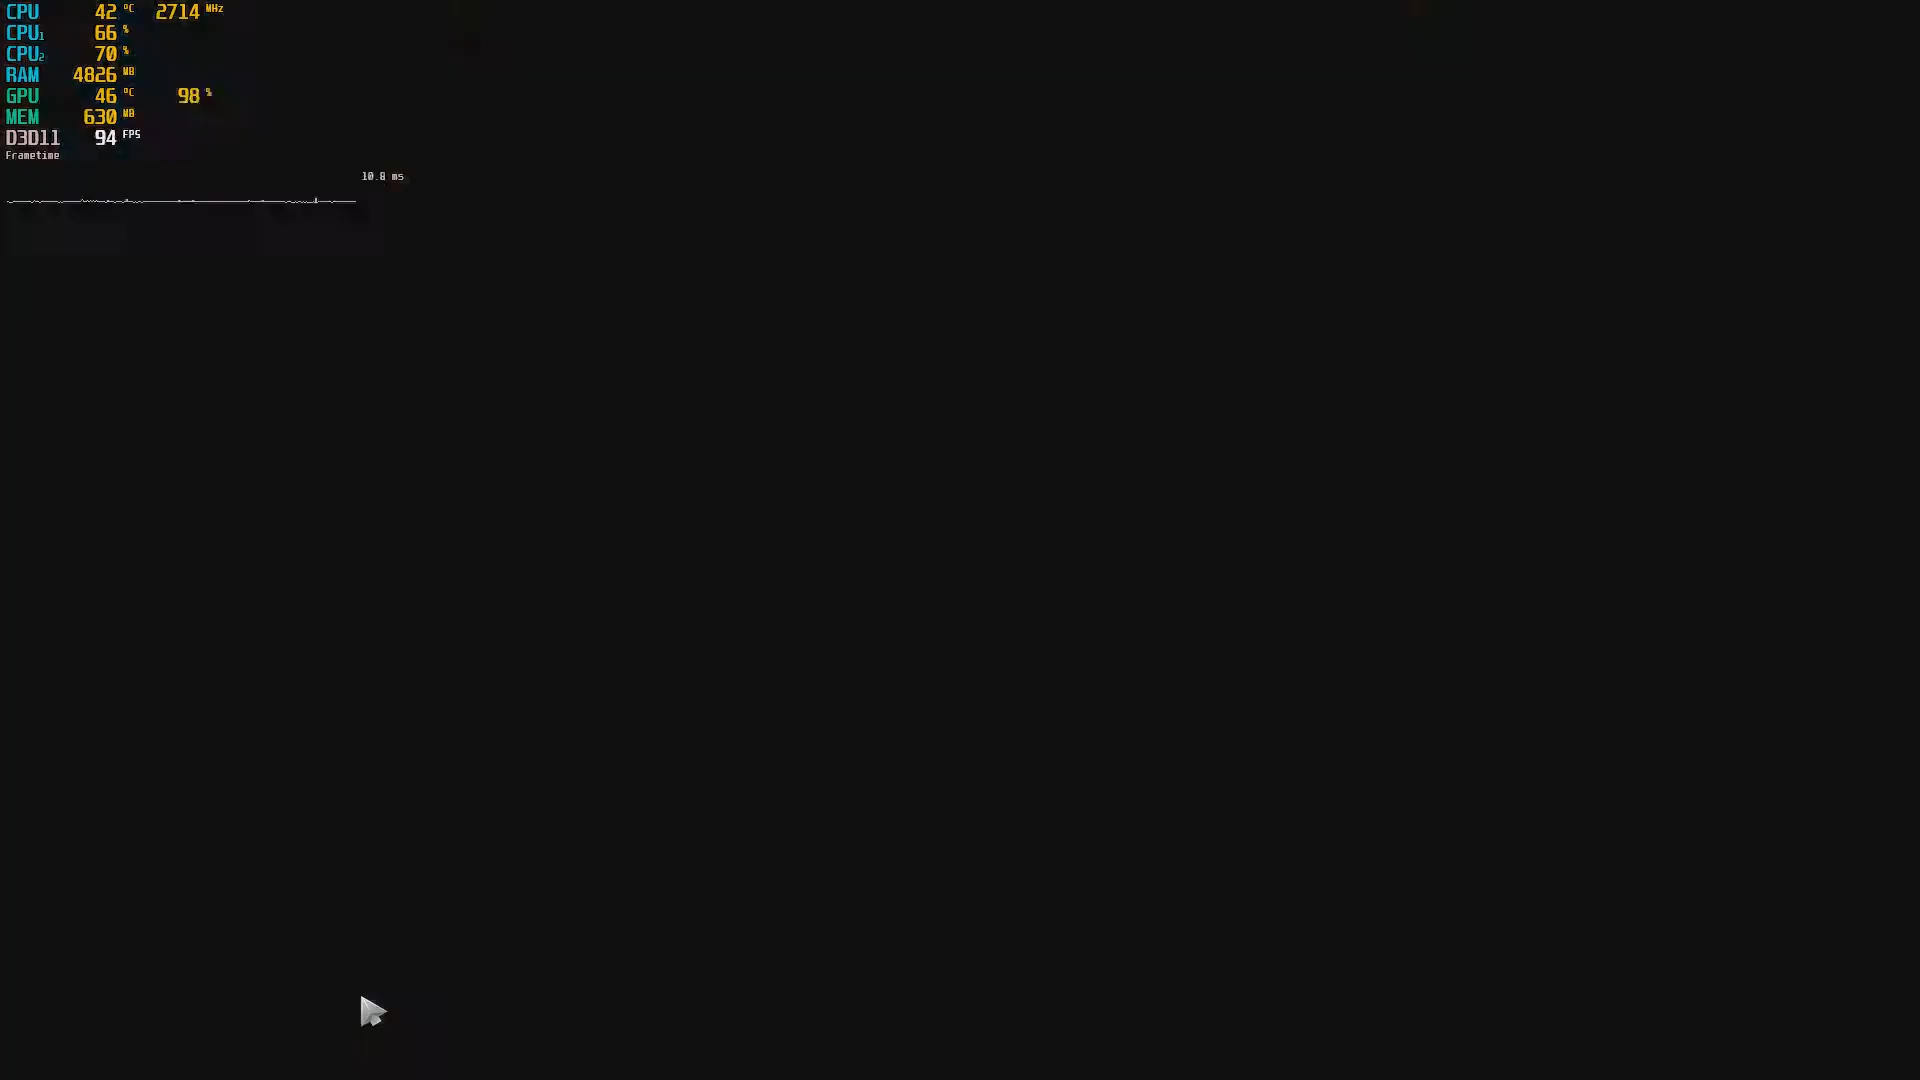 CPU 42 °C 2714 MHz
CPU1 66 %
CPU2 70 %
RAM 4826 MB
GPU 46 °C 98 %
MEM 630 MB
D3D11 94 FPS
Frametime
10.8 ms